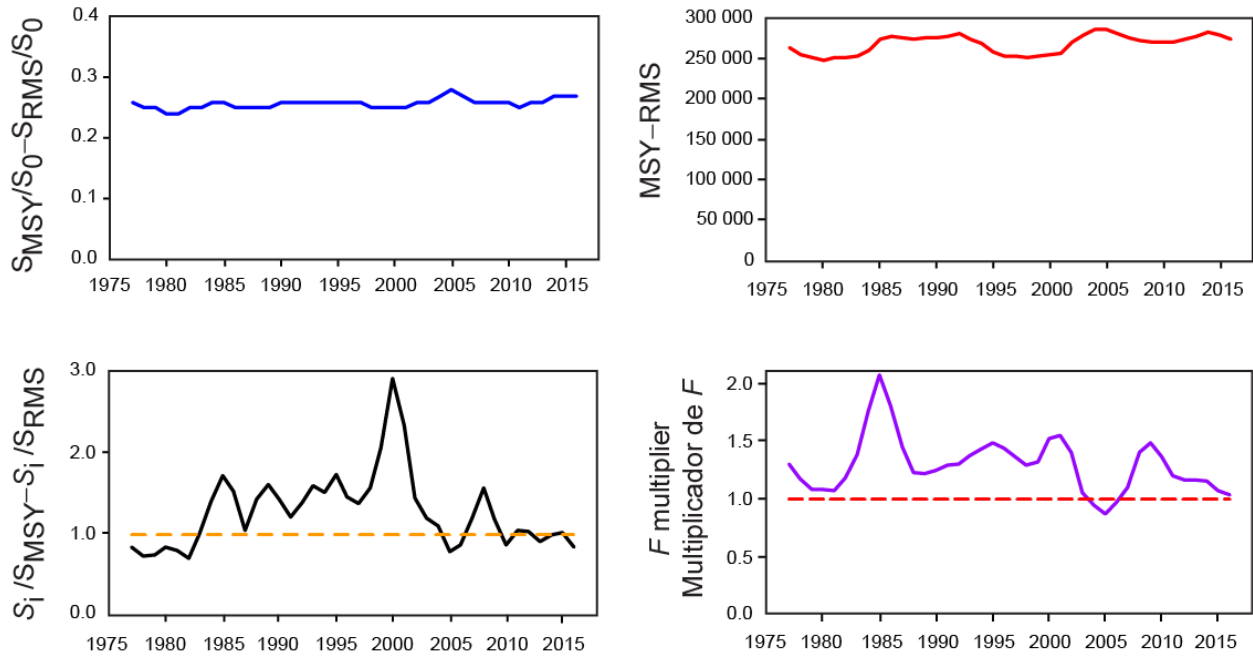 SMSY/S0–SRMS/S0
0.4
0.3
0.2
0.1
0.0
1975 1980 1985 1990 1995 2000 2005 2010 2015
MSY–RMS
300 000
250 000
200 000
150 000
100 000
50 000
0
1975 1980 1985 1990 1995 2000 2005 2010 2015
Si /SMSY–Si /SRMS
3.0
2.0
1.0
0.0
1975 1980 1985 1990 1995 2000 2005 2010 2015
F multiplier
Multiplicador de F
2.0
1.5
1.0
0.5
0.0
1975 1980 1985 1990 1995 2000 2005 2010 2015